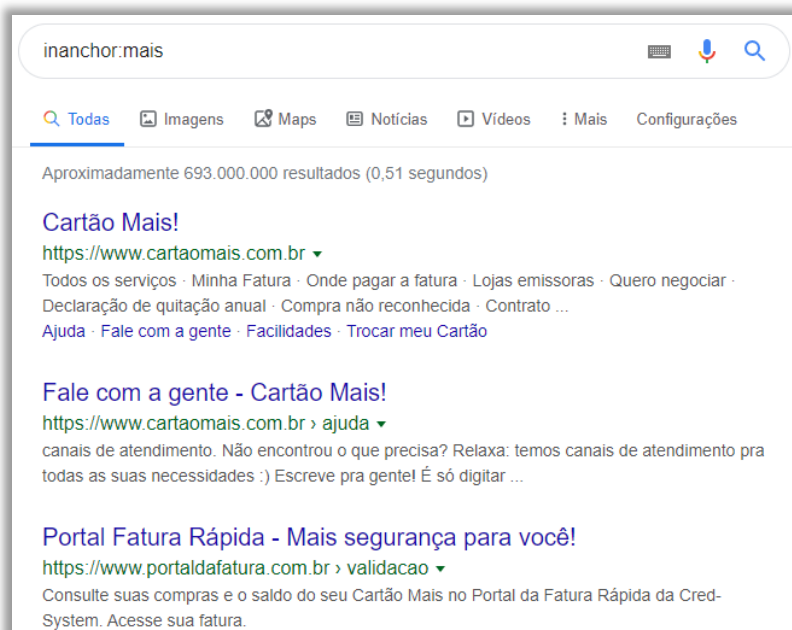 inanchor:mais
Todas Imagens Maps Notícias Vídeos Mais Configurações
Aproximadamente 693.000.000 resultados (0,51 segundos)
Cartão Mais!
https://www.cartaomais.com.br
Todos os serviços · Minha Fatura · Onde pagar a fatura · Lojas emissoras · Quero negociar ·
Declaração de quitação anual · Compra não reconhecida · Contrato ...
Ajuda · Fale com a gente · Facilidades · Trocar meu Cartão
Fale com a gente - Cartão Mais!
https://www.cartaomais.com.br › ajuda
canais de atendimento. Não encontrou o que precisa? Relaxa: temos canais de atendimento pra
todas as suas necessidades :) Escreve pra gente! É só digitar ...
Portal Fatura Rápida - Mais segurança para você!
https://www.portaldafatura.com.br › validacao
Consulte suas compras e o saldo do seu Cartão Mais no Portal da Fatura Rápida da Cred-
System. Acesse sua fatura.